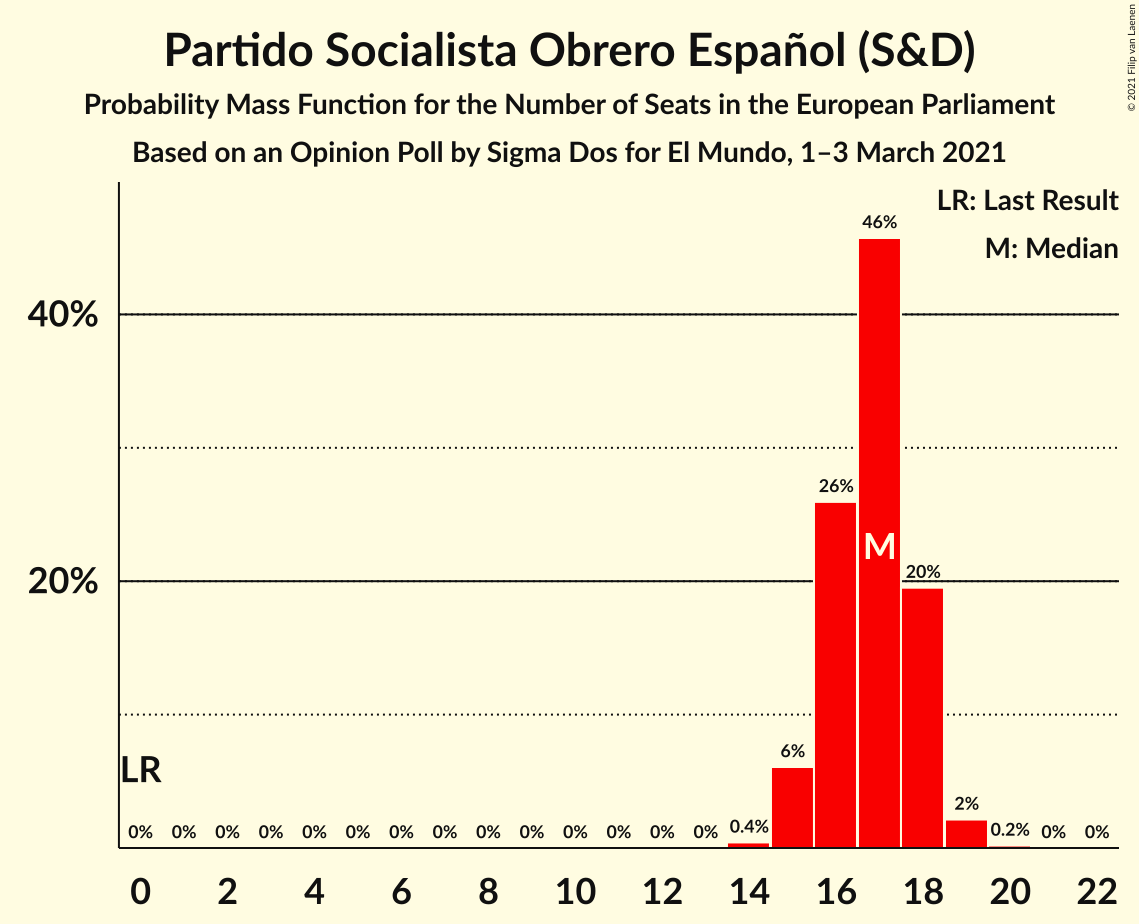 Partido Socialista Obrero Español (S&D)
Probability Mass Function for the Number of Seats in the European Parliament
Based on an Opinion Poll by Sigma Dos for El Mundo, 1–3 March 2021
© 2021 Filip van Laenen
LR: Last Result
M: Median
46%
40%
26%
M
20%
20%
6%
LR
2%
0% 0% 0% 0% 0% 0% 0% 0% 0% 0% 0% 0% 0% 0% 0.4% 0.2% 0% 0%
0 2 4 6 8 10 12 14 16 18 20 22